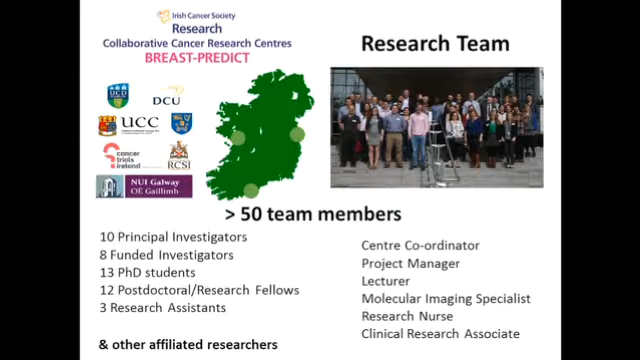 Irish Cancer Society
Research
Collaborative Cancer Research Centres
BREAST-PREDICT
Research Team
UCD
DCU
UCC
cancer
trials
ireland
RCSI
NUI Galway
OÉ Gaillimh
> 50 team members
10 Principal Investigators
8 Funded Investigators
13 PhD students
12 Postdoctoral/Research Fellows
3 Research Assistants
& other affiliated researchers
Centre Co-ordinator
Project Manager
Lecturer
Molecular Imaging Specialist
Research Nurse
Clinical Research Associate